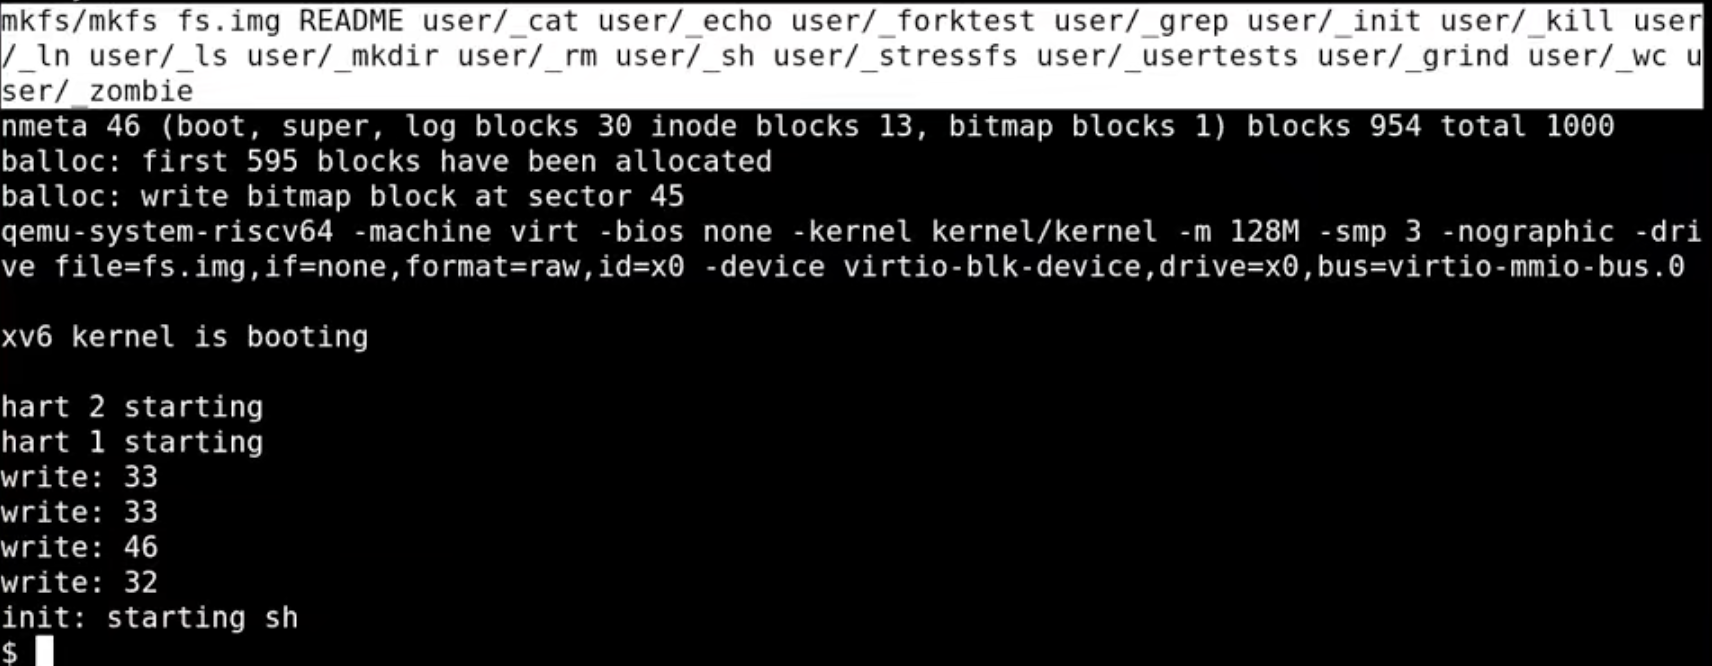 mkfs/mkfs fs.img README user/_cat user/_echo user/_forktest user/_grep user/_init user/_kill user
/_ln user/_ls user/_mkdir user/_rm user/_sh user/_stressfs user/_usertests user/_grind user/_wc u
ser/_zombie
nmeta 46 (boot, super, log blocks 30 inode blocks 13, bitmap blocks 1) blocks 954 total 1000
balloc: first 595 blocks have been allocated
balloc: write bitmap block at sector 45
qemu-system-riscv64 -machine virt -bios none -kernel kernel/kernel -m 128M -smp 3 -nographic -dri
ve file=fs.img,if=none,format=raw,id=x0 -device virtio-blk-device,drive=x0,bus=virtio-mmio-bus.0
xv6 kernel is booting
hart 2 starting
hart 1 starting
write: 33
write: 33
write: 46
write: 32
init: starting sh
$